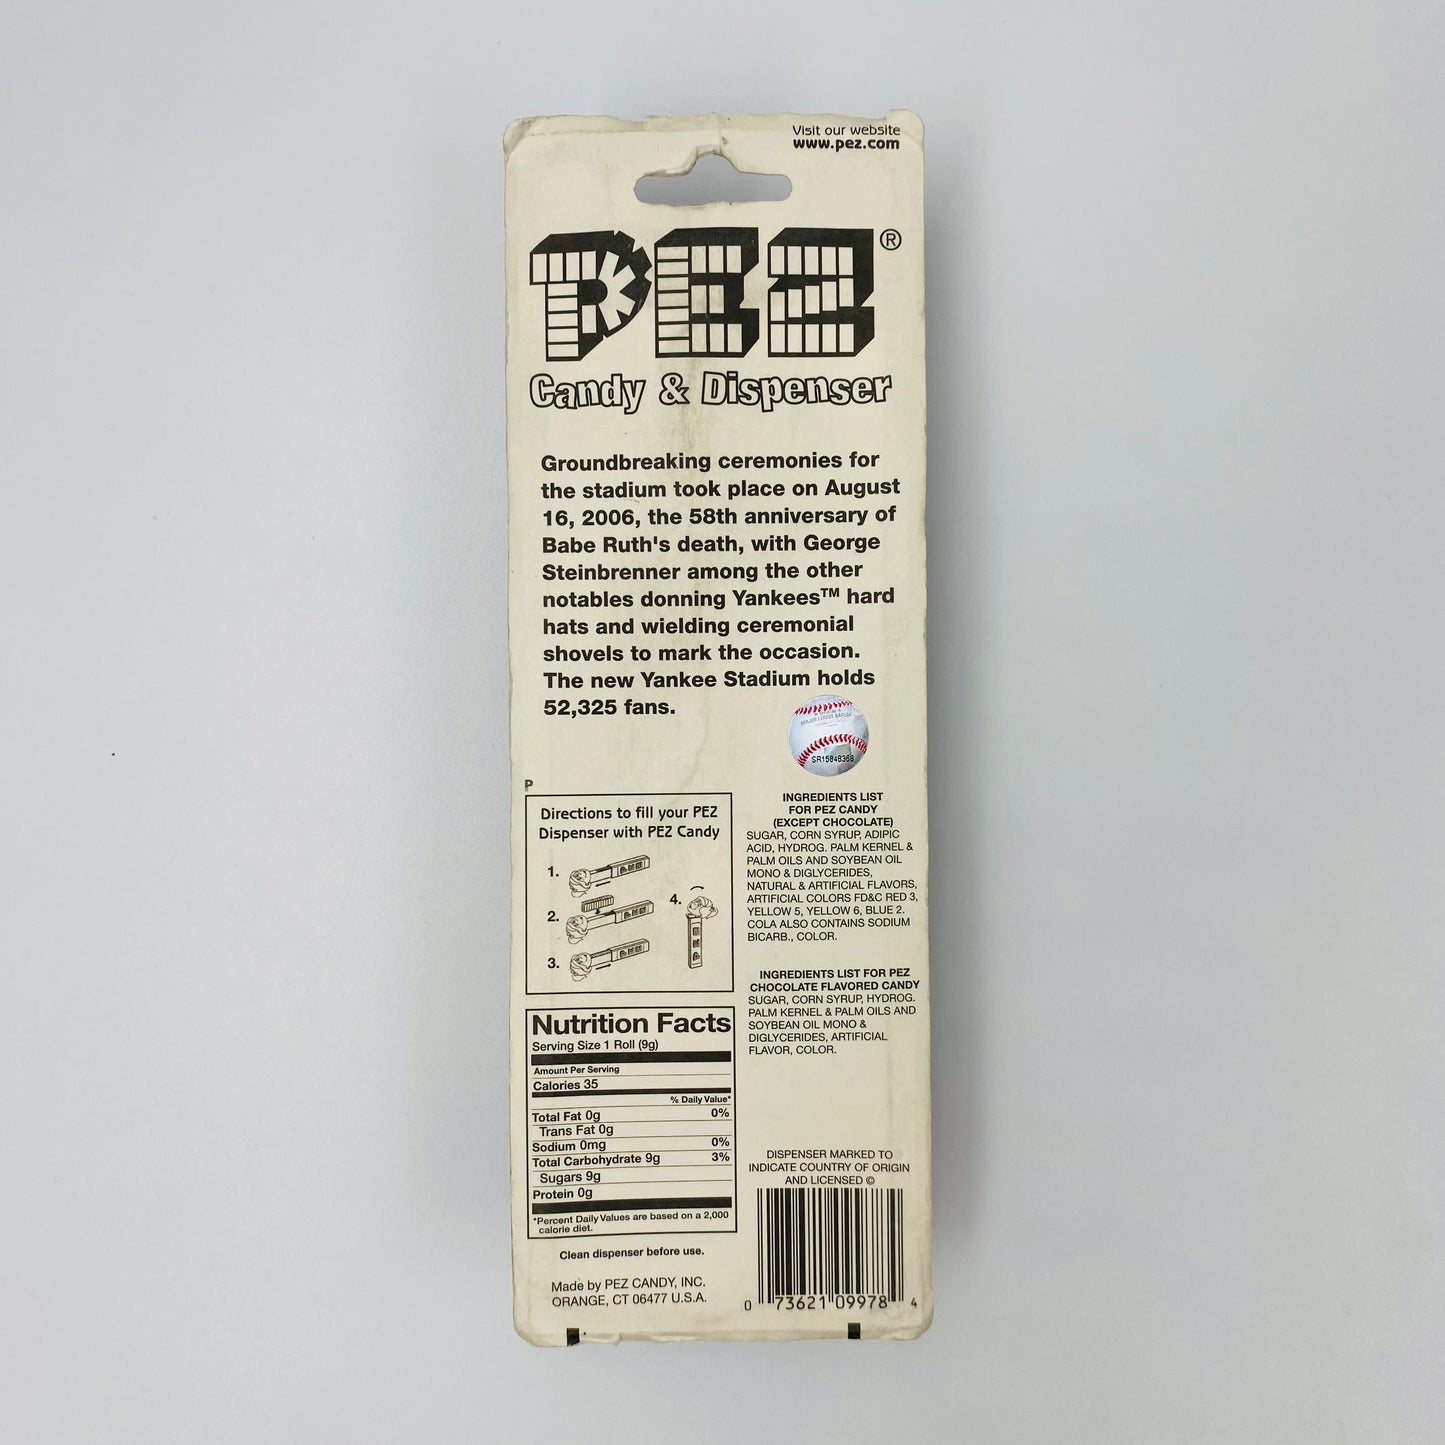 Visit our website
www.pez.com
PEZ®
Candy & Dispenser
Groundbreaking ceremonies for
the stadium took place on August
16, 2006, the 58th anniversary of
Babe Ruth's death, with George
Steinbrenner among the other
notables donning Yankees™ hard
hats and wielding ceremonial
shovels to mark the occasion.
The new Yankee Stadium holds
52,325 fans.
MAJOR LEAGUE BASEBALL
SR15848368
P
Directions to fill your PEZ
Dispenser with PEZ Candy
1.
2.
3.
4.
INGREDIENTS LIST
FOR PEZ CANDY
(EXCEPT CHOCOLATE)
SUGAR, CORN SYRUP, ADIPIC
ACID, HYDROG. PALM KERNEL &
PALM OILS AND SOYBEAN OIL
MONO & DIGLYCERIDES,
NATURAL & ARTIFICIAL FLAVORS,
ARTIFICIAL COLORS FD&C RED 3,
YELLOW 5, YELLOW 6, BLUE 2.
COLA ALSO CONTAINS SODIUM
BICARB., COLOR.
INGREDIENTS LIST FOR PEZ
CHOCOLATE FLAVORED CANDY
SUGAR, CORN SYRUP, HYDROG.
PALM KERNEL & PALM OILS AND
SOYBEAN OIL MONO &
DIGLYCERIDES, ARTIFICIAL
FLAVOR, COLOR.
Nutrition Facts
Serving Size 1 Roll (9g)
Amount Per Serving
Calories 35
% Daily Value*
Total Fat 0g 0%
Trans Fat 0g
Sodium 0mg 0%
Total Carbohydrate 9g 3%
Sugars 9g
Protein 0g
*Percent Daily Values are based on a 2,000
calorie diet.
Clean dispenser before use.
Made by PEZ CANDY, INC.
ORANGE, CT 06477 U.S.A.
DISPENSER MARKED TO
INDICATE COUNTRY OF ORIGIN
AND LICENSED ©
0 73621 09978 4